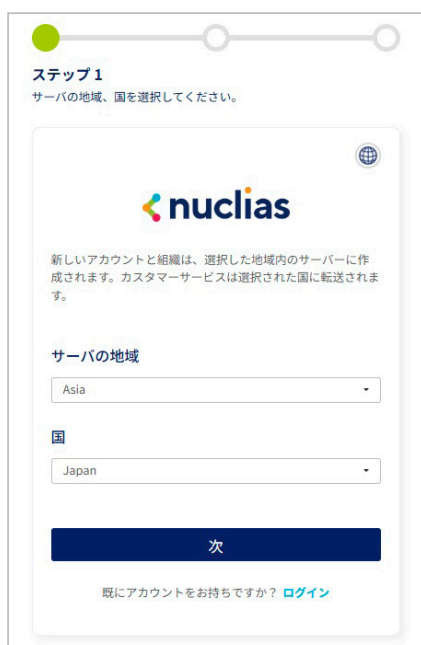 ステップ 1
サーバの地域、国を選択してください。
nuclias
新しいアカウントと組織は、選択した地域内のサーバーに作
成されます。カスタマーサービスは選択された国に転送されま
す。
サーバの地域
Asia
国
Japan
次
既にアカウントをお持ちですか？ ログイン